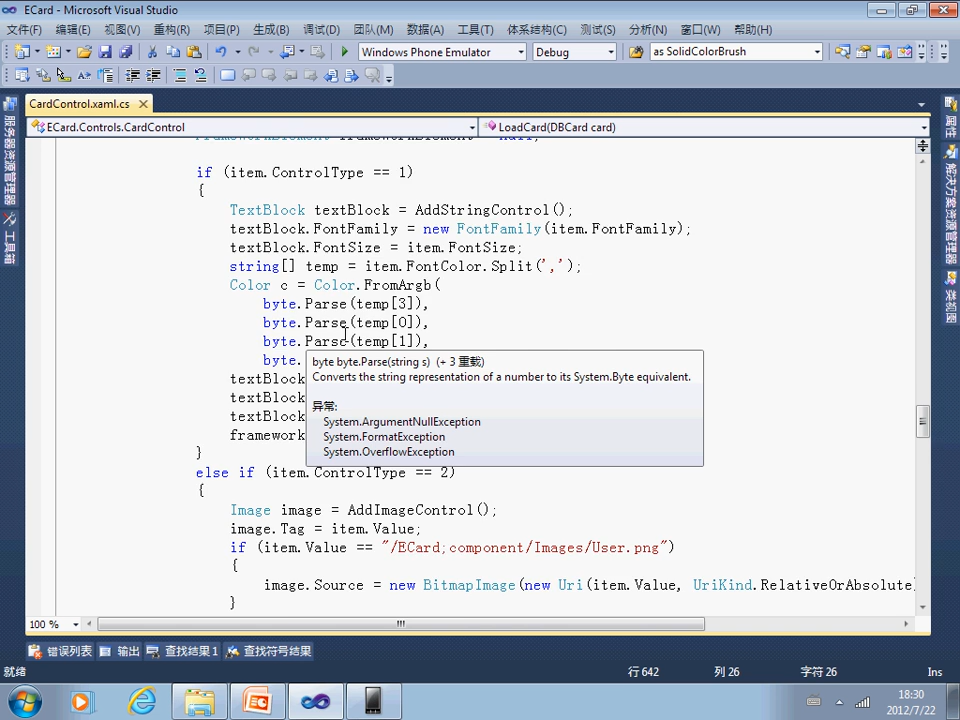 ECard - Microsoft Visual Studio
文件(F) 编辑(E) 视图(V) 重构(R) 项目(P) 生成(B) 调试(D) 团队(M) 数据(A) 工具(T) 体系结构(C) 测试(S) 分析(N) 窗口(W) 帮助(H)
Windows Phone Emulator Debug as SolidColorBrush
CardControl.xaml.cs
ECard.Controls.CardControl LoadCard(DBCard card)
服务器资源管理器
工具箱
属性
解决方案资源管理器
类视图
if (item.ControlType == 1)
{
TextBlock textBlock = AddStringControl();
textBlock.FontFamily = new FontFamily(item.FontFamily);
textBlock.FontSize = item.FontSize;
string[] temp = item.FontColor.Split(',');
Color c = Color.FromArgb(
byte.Parse(temp[3]),
byte.Parse(temp[0]),
byte.Parse(temp[1]),
byte.
textBlock
textBlock
textBlock
framework
byte byte.Parse(string s) (+ 3 重载)
Converts the string representation of a number to its System.Byte equivalent.
异常:
System.ArgumentNullException
System.FormatException
System.OverflowException
}
else if (item.ControlType == 2)
{
Image image = AddImageControl();
image.Tag = item.Value;
if (item.Value == "/ECard;component/Images/User.png")
{
image.Source = new BitmapImage(new Uri(item.Value, UriKind.RelativeOrAbsolute)
}
100 %
错误列表 输出 查找结果 1 查找符号结果
就绪 行 642 列 26 字符 26 Ins
18:30
2012/7/22